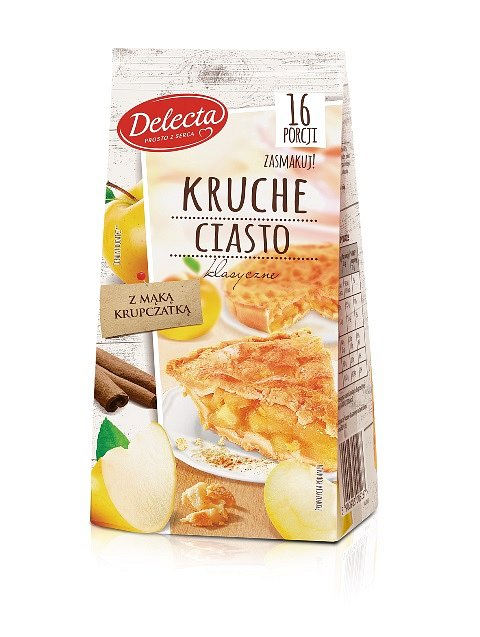 Delecta
PROSTO Z SERCA
16
PORCJI
ZASMAKUJ!
KRUCHE
CIASTO
klasyczne
Z MĄKĄ
KRUPCZATKĄ